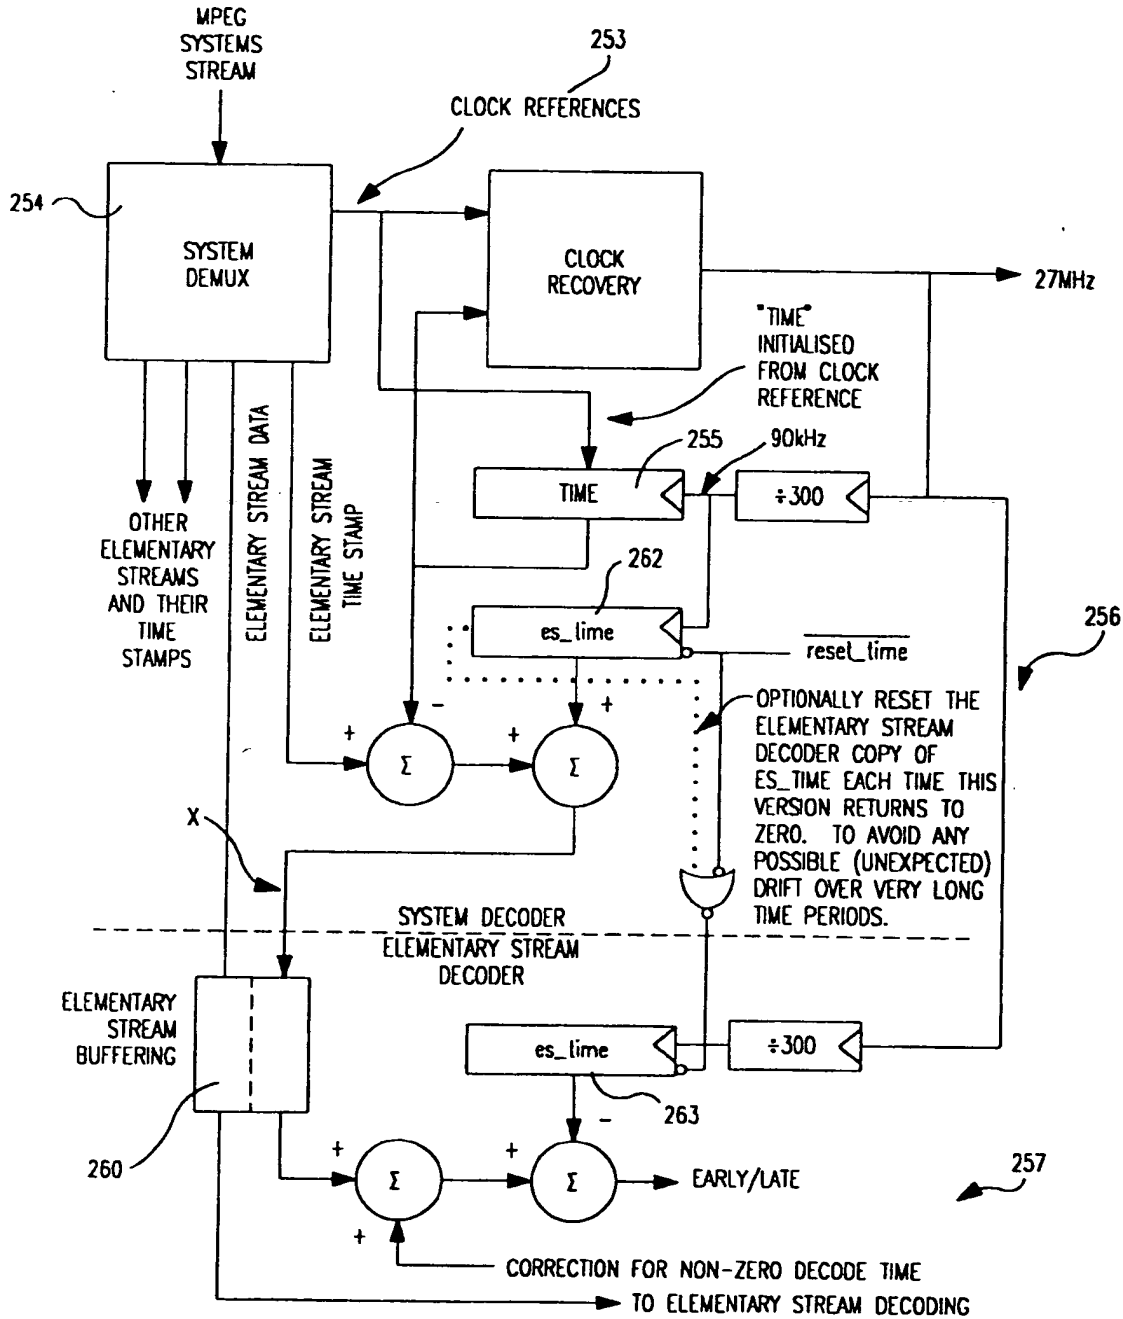 MPEG
SYSTEMS
STREAM
253
CLOCK REFERENCES
254
SYSTEM
DEMUX
CLOCK
RECOVERY
27MHz
"TIME"
INITIALISED
FROM CLOCK
REFERENCE
255
90kHz
TIME
÷300
OTHER
ELEMENTARY
STREAMS
AND THEIR
TIME
STAMPS
ELEMENTARY STREAM DATA
ELEMENTARY STREAM
TIME STAMP
262
es_time
reset_time
256
OPTIONALLY RESET THE
ELEMENTARY STREAM
DECODER COPY OF
ES_TIME EACH TIME THIS
VERSION RETURNS TO
ZERO. TO AVOID ANY
POSSIBLE (UNEXPECTED)
DRIFT OVER VERY LONG
TIME PERIODS.
- +
+ +
Σ Σ
X
SYSTEM DECODER
ELEMENTARY STREAM
DECODER
ELEMENTARY
STREAM
BUFFERING
es_time
÷300
263
-
260
+ +
Σ Σ
+
EARLY/LATE
257
CORRECTION FOR NON-ZERO DECODE TIME
TO ELEMENTARY STREAM DECODING